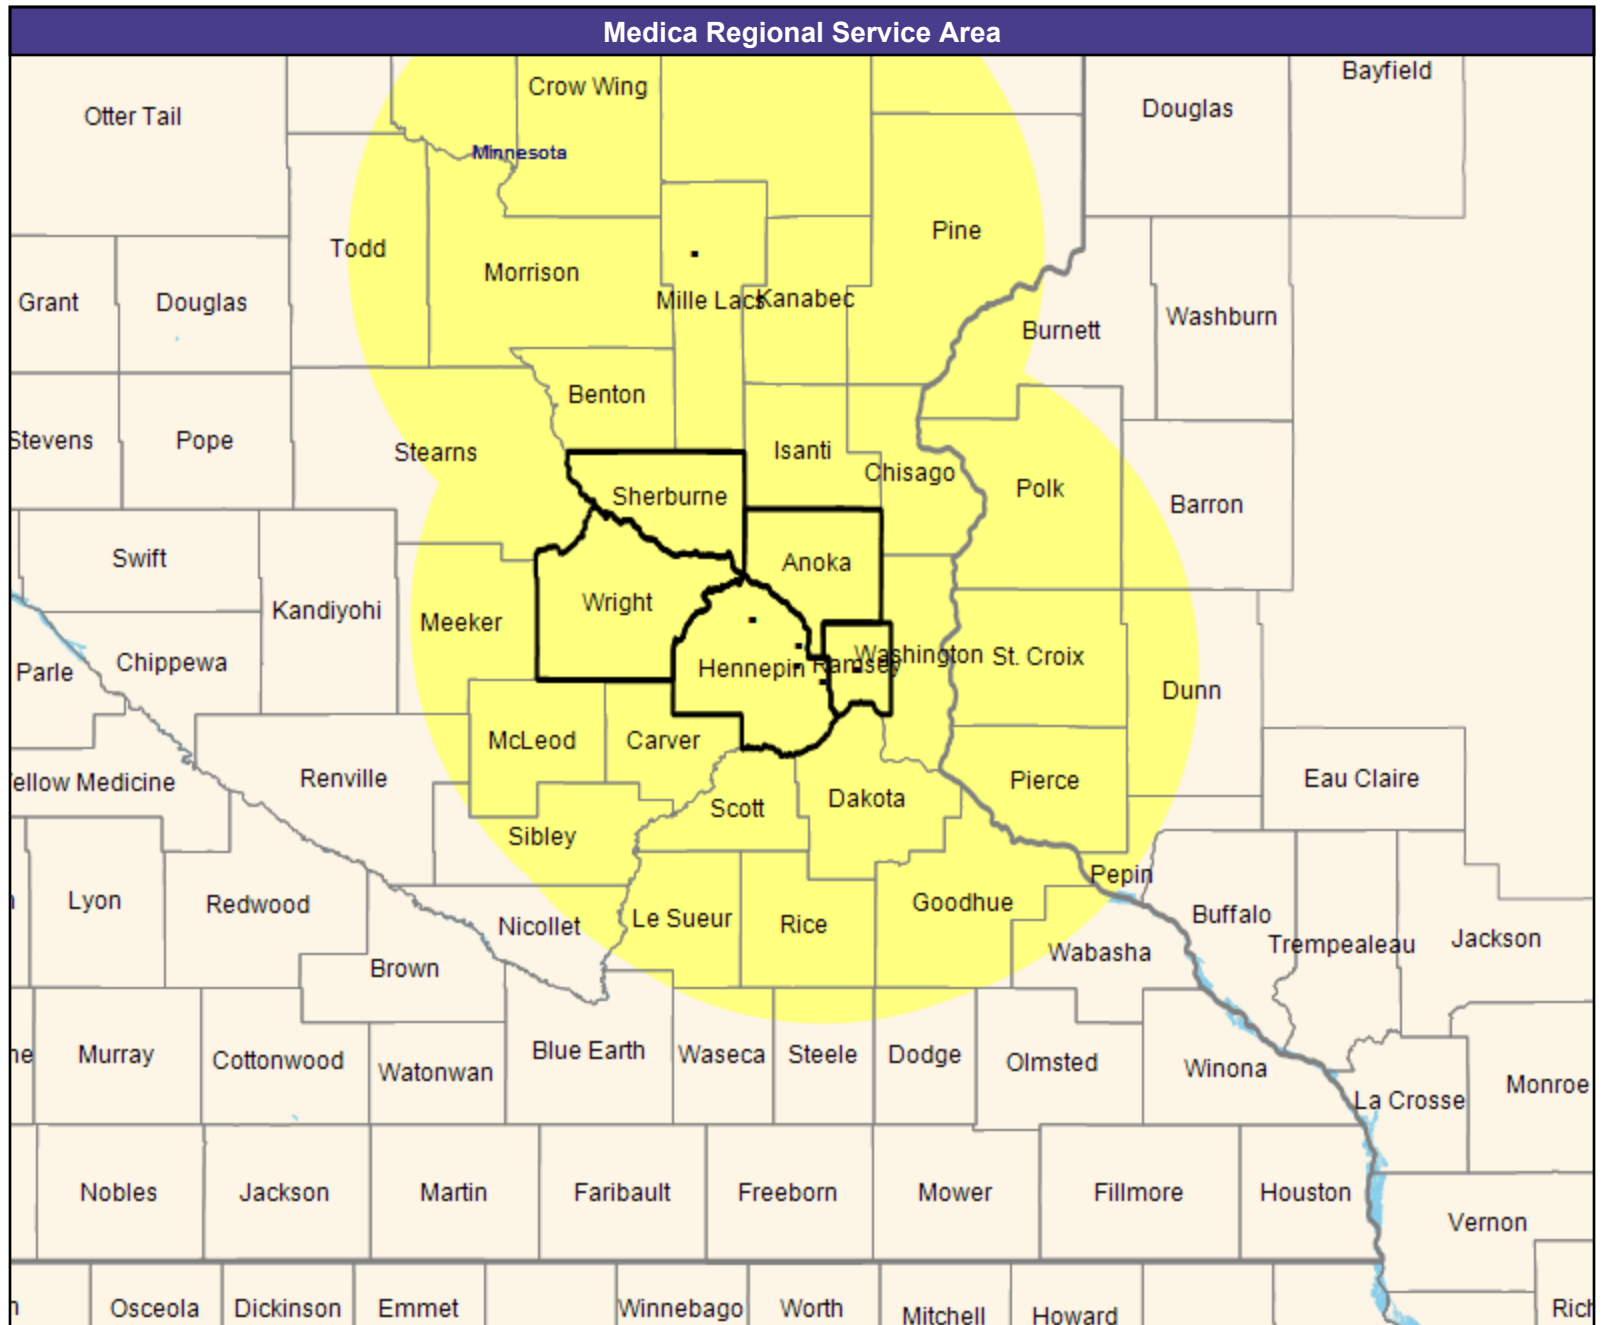 Medica Regional Service Area
Bayfield
Crow Wing
Otter Tail
Douglas
Minnesota
Pine
Todd
Morrison
Mille Lacs
Kanabec
Grant
Douglas
Burnett
Washburn
Benton
Stevens
Pope
Stearns
Isanti
Chisago
Polk
Barron
Sherburne
Swift
Anoka
Wright
Kandiyohi
Meeker
Parle
Chippewa
Hennepin
Ramsey
Washington
St. Croix
Dunn
McLeod
Carver
ellow Medicine
Renville
Pierce
Eau Claire
Scott
Dakota
Sibley
Pepin
Lyon
Redwood
Nicollet
Le Sueur
Rice
Goodhue
Buffalo
Trempealeau
Jackson
Wabasha
Brown
ne
Murray
Cottonwood
Watonwan
Blue Earth
Waseca
Steele
Dodge
Olmsted
Winona
La Crosse
Monroe
Nobles
Jackson
Martin
Faribault
Freeborn
Mower
Fillmore
Houston
Vernon
Osceola
Dickinson
Emmet
Winnebago
Worth
Mitchell
Howard
Rich